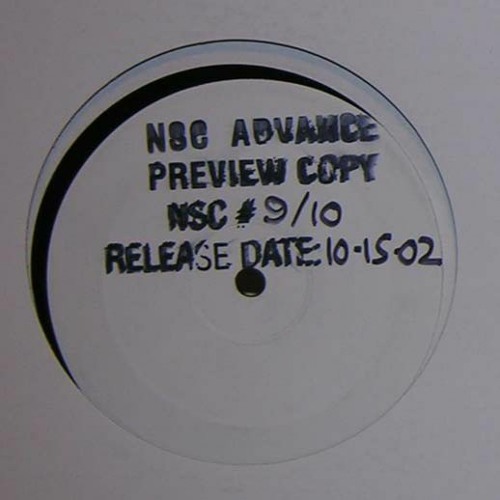 NSC ADVANCE
PREVIEW COPY
NSC # 9/10
RELEASE DATE: 10-15-02